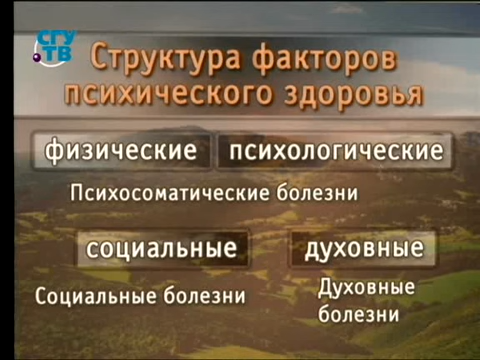 СГУ
ТВ
Структура факторов
психического здоровья
физические психологические
Психосоматические болезни
социальные духовные
Социальные болезни
Духовные
болезни